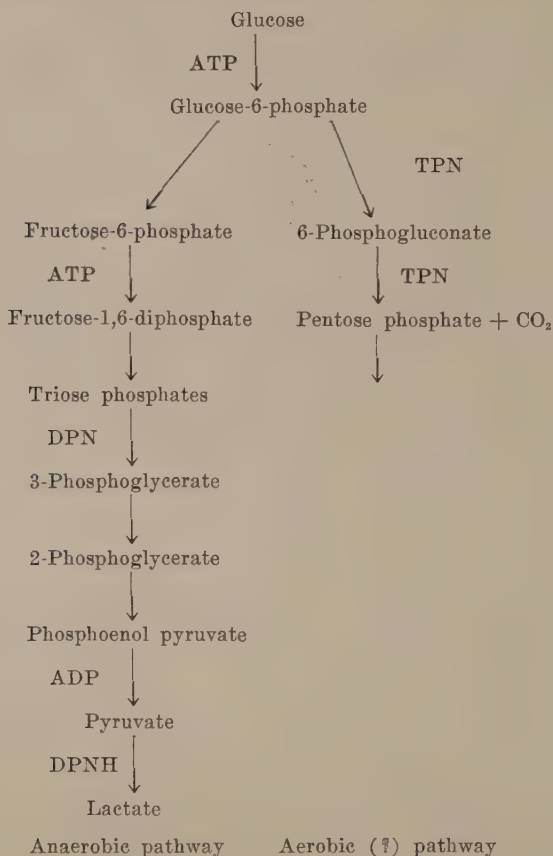 Glucose
ATP
Glucose-6-phosphate
TPN
Fructose-6-phosphate 6-Phosphogluconate
ATP TPN
Fructose-1,6-diphosphate Pentose phosphate + CO₂
Triose phosphates
DPN
3-Phosphoglycerate
2-Phosphoglycerate
Phosphoenol pyruvate
ADP
Pyruvate
DPNH
Lactate
Anaerobic pathway Aerobic (?) pathway